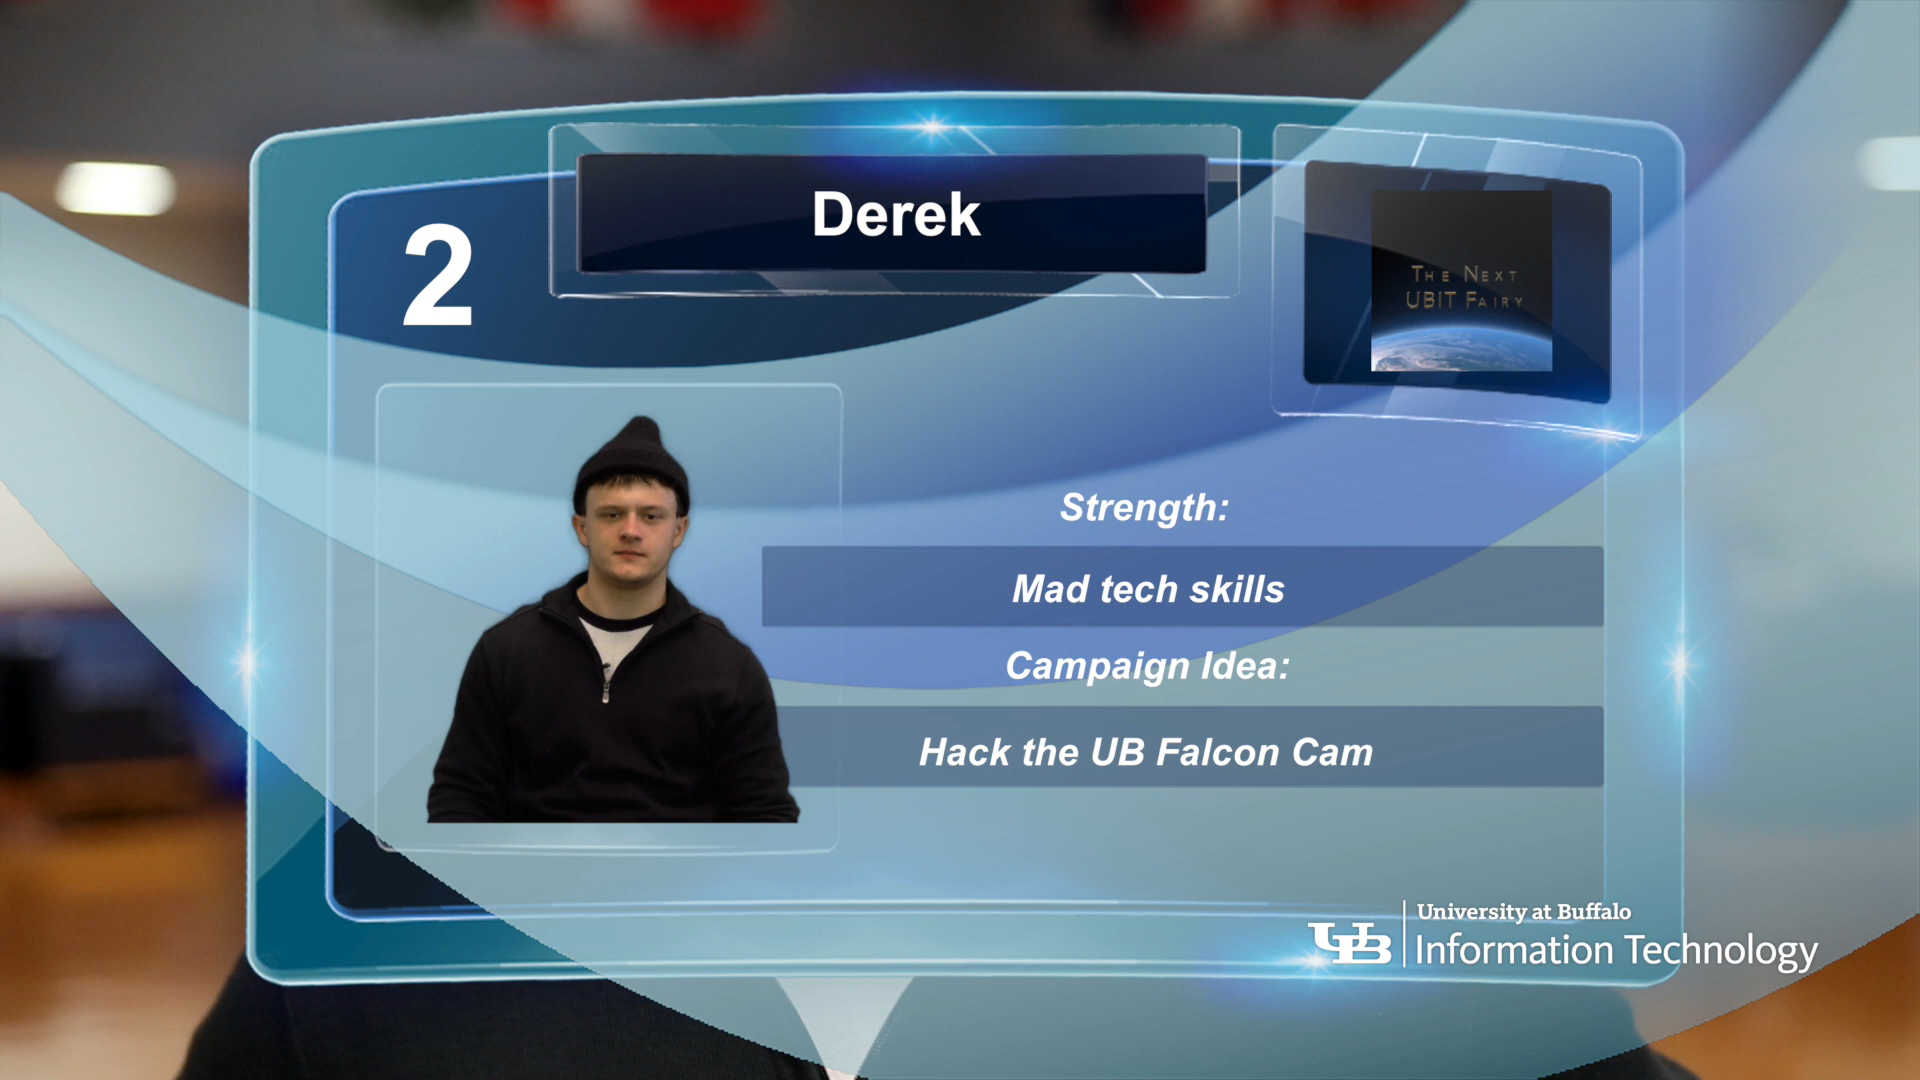 2
Derek
The Next
UBIT Fairy
Strength:
Mad tech skills
Campaign Idea:
Hack the UB Falcon Cam
UB
University at Buffalo
Information Technology